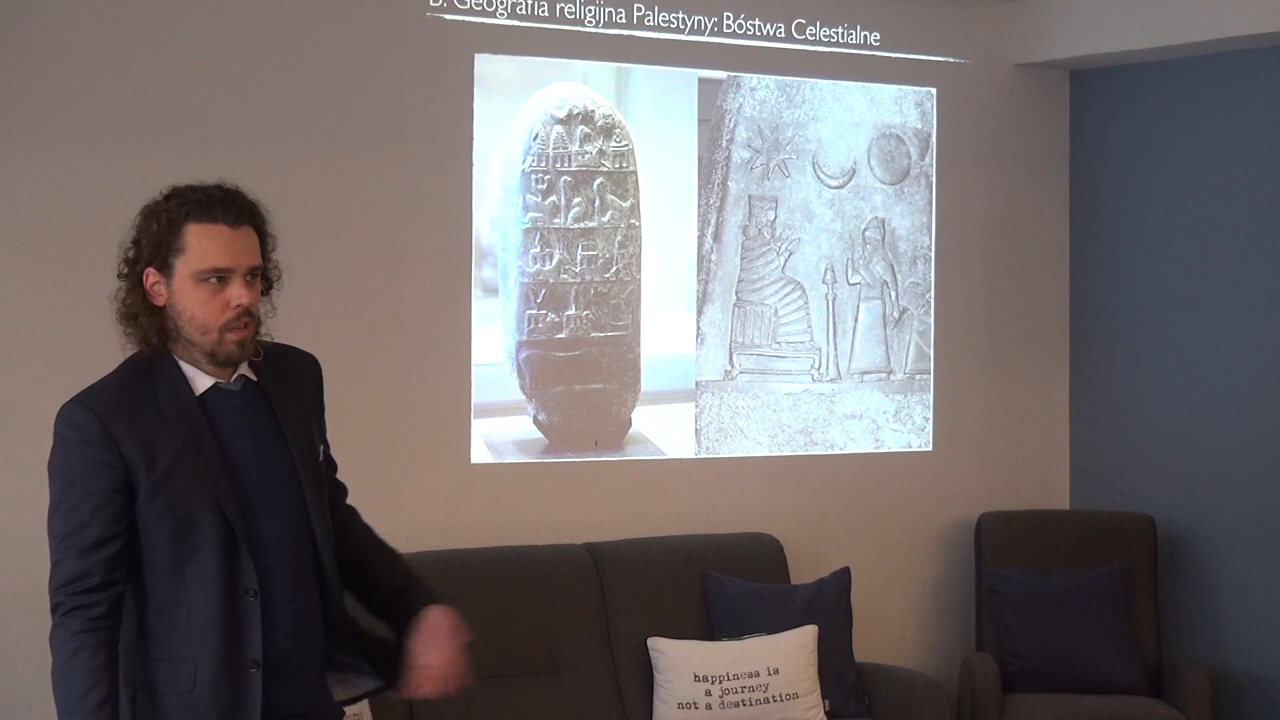 B. Geografia religijna Palestyny: Bóstwa Celestialne
happiness is
a journey
not a destination